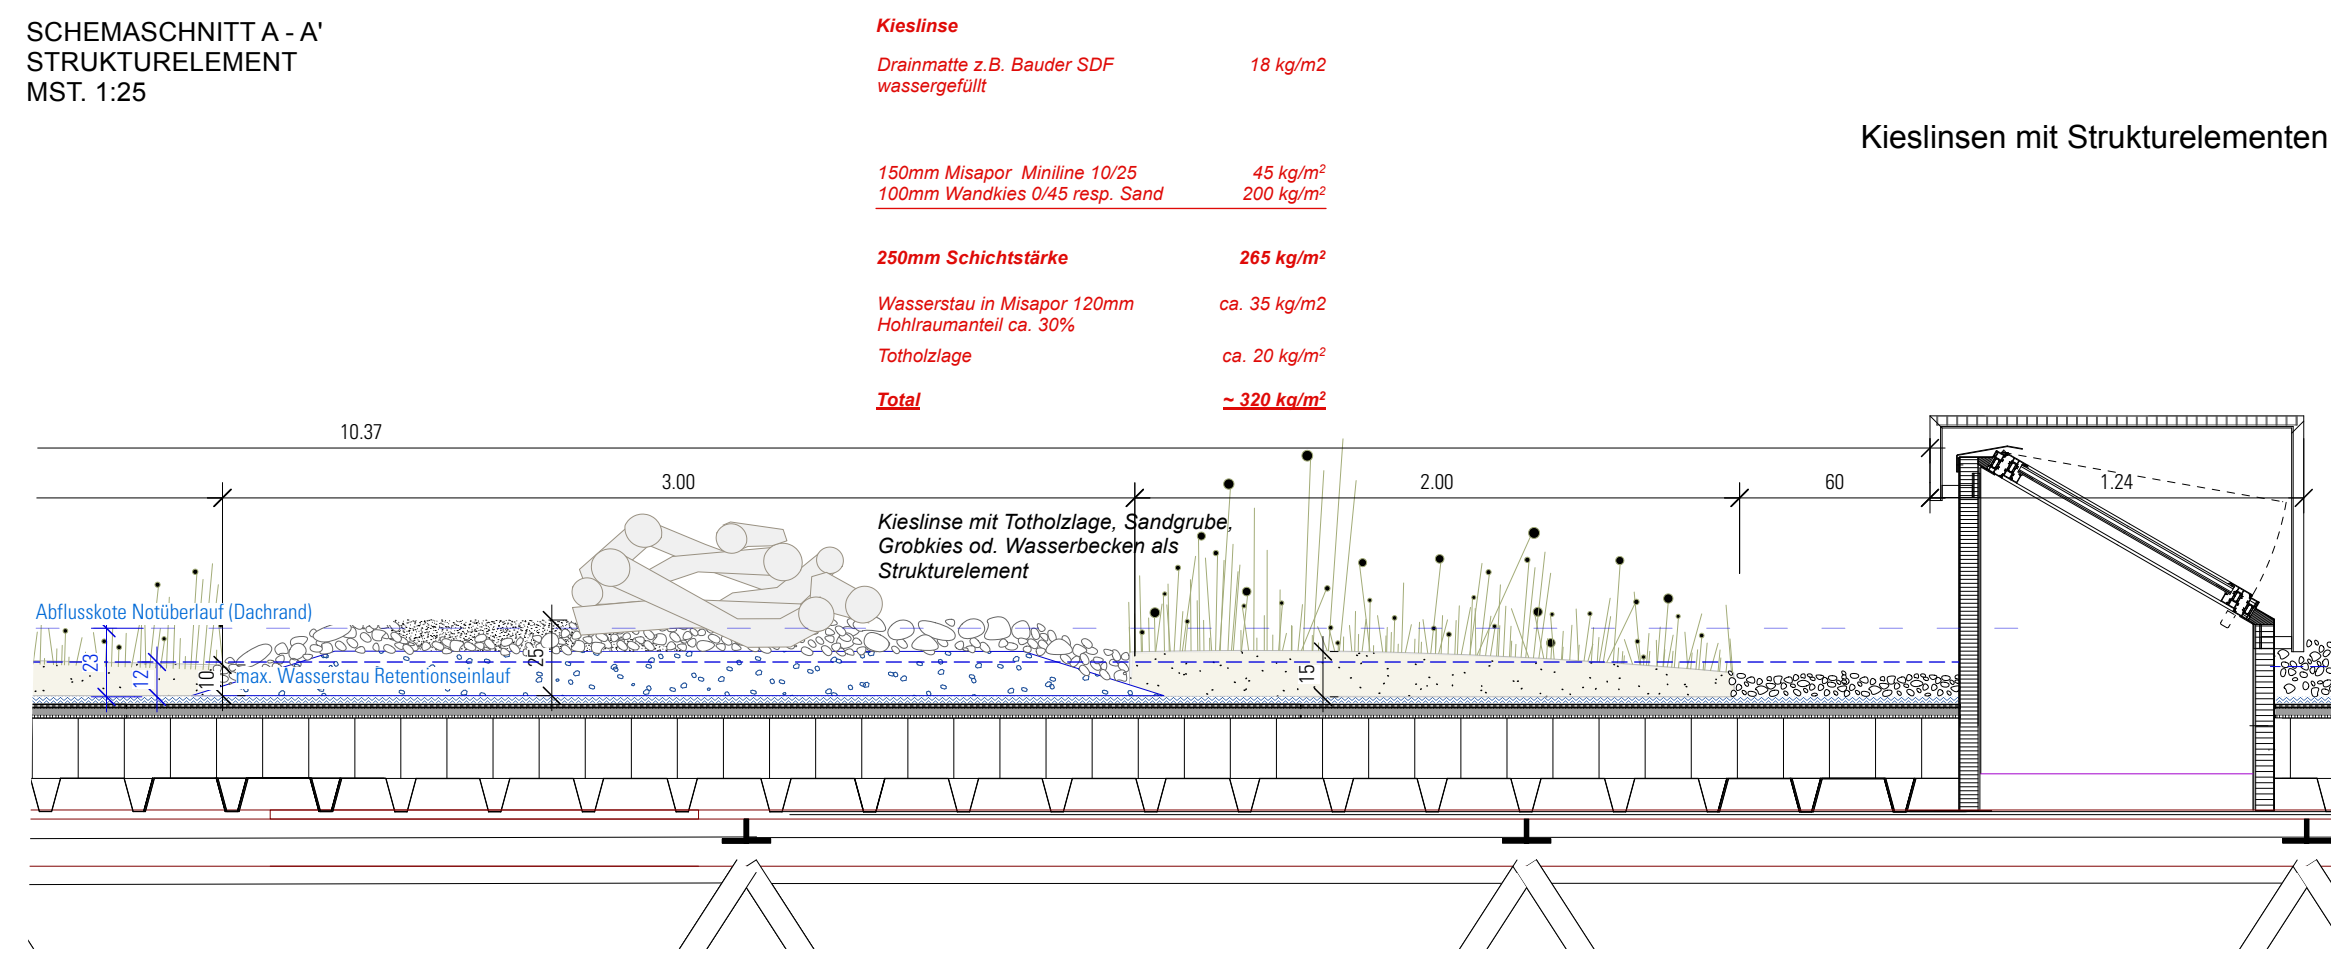 SCHEMASCHNITT A - A'
STRUKTURELEMENT
MST. 1:25
Kieslinse
Drainmatte z.B. Bauder SDF 18 kg/m2
wassergefüllt
Kieslinsen mit Strukturelementen
150mm Misapor Miniline 10/25 45 kg/m²
100mm Wandkies 0/45 resp. Sand 200 kg/m²
250mm Schichtstärke 265 kg/m²
Wasserstau in Misapor 120mm ca. 35 kg/m2
Hohlraumanteil ca. 30%
Totholzlage ca. 20 kg/m²
Total ~ 320 kg/m²
10.37
3.00 2.00 60 1.24
Kieslinse mit Totholzlage, Sandgrube,
Grobkies od. Wasserbecken als
Strukturelement
Abflusskote Notüberlauf (Dachrand)
23
12
10
max. Wasserstau Retentionseinlauf
25
15